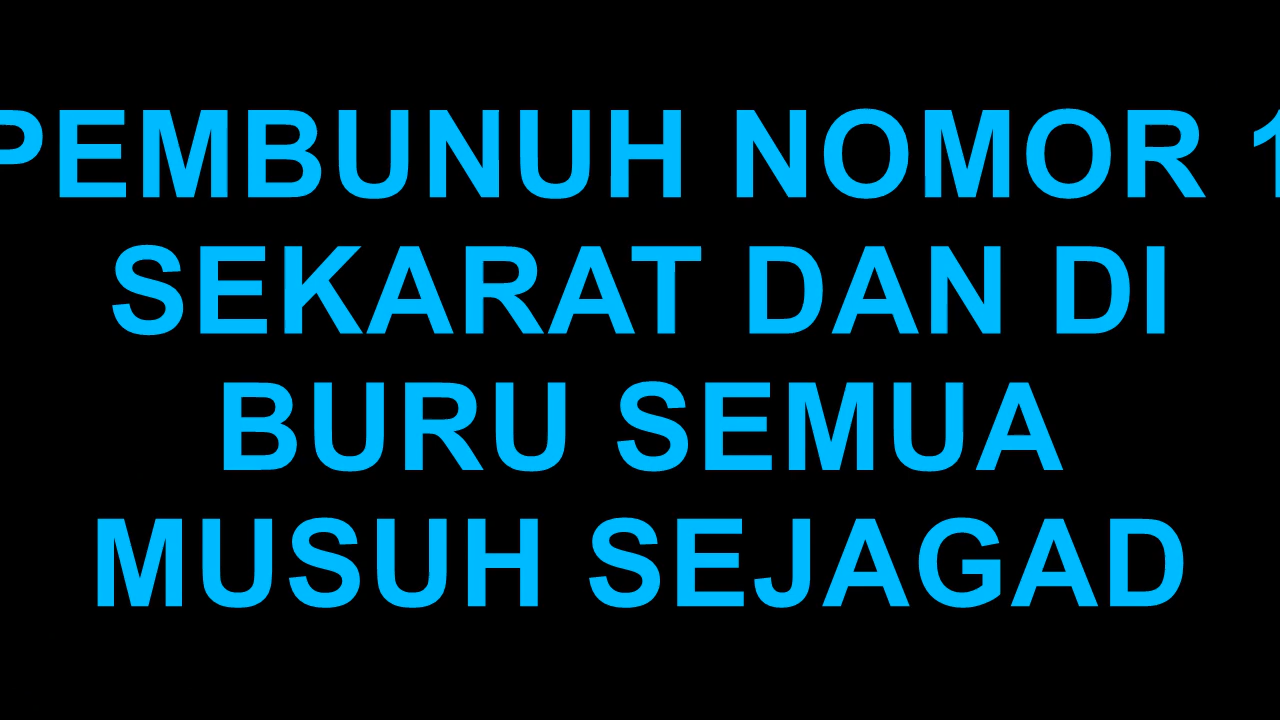 PEMBUNUH NOMOR 1
SEKARAT DAN DI
BURU SEMUA
MUSUH SEJAGAD